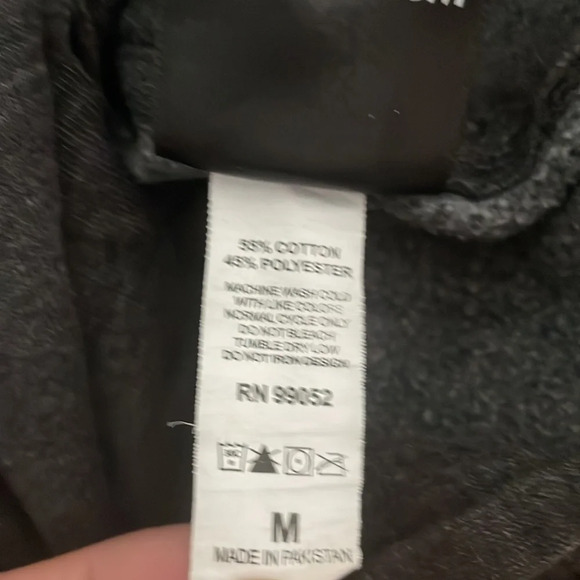 55% COTTON
45% POLYESTER
MACHINE WASH COLD
WITH LIKE COLORS
NORMAL CYCLE ONLY
DO NOT BLEACH
TUMBLE DRY LOW
DO NOT IRON DESIGN
RN 99052
M
MADE IN PAKISTAN